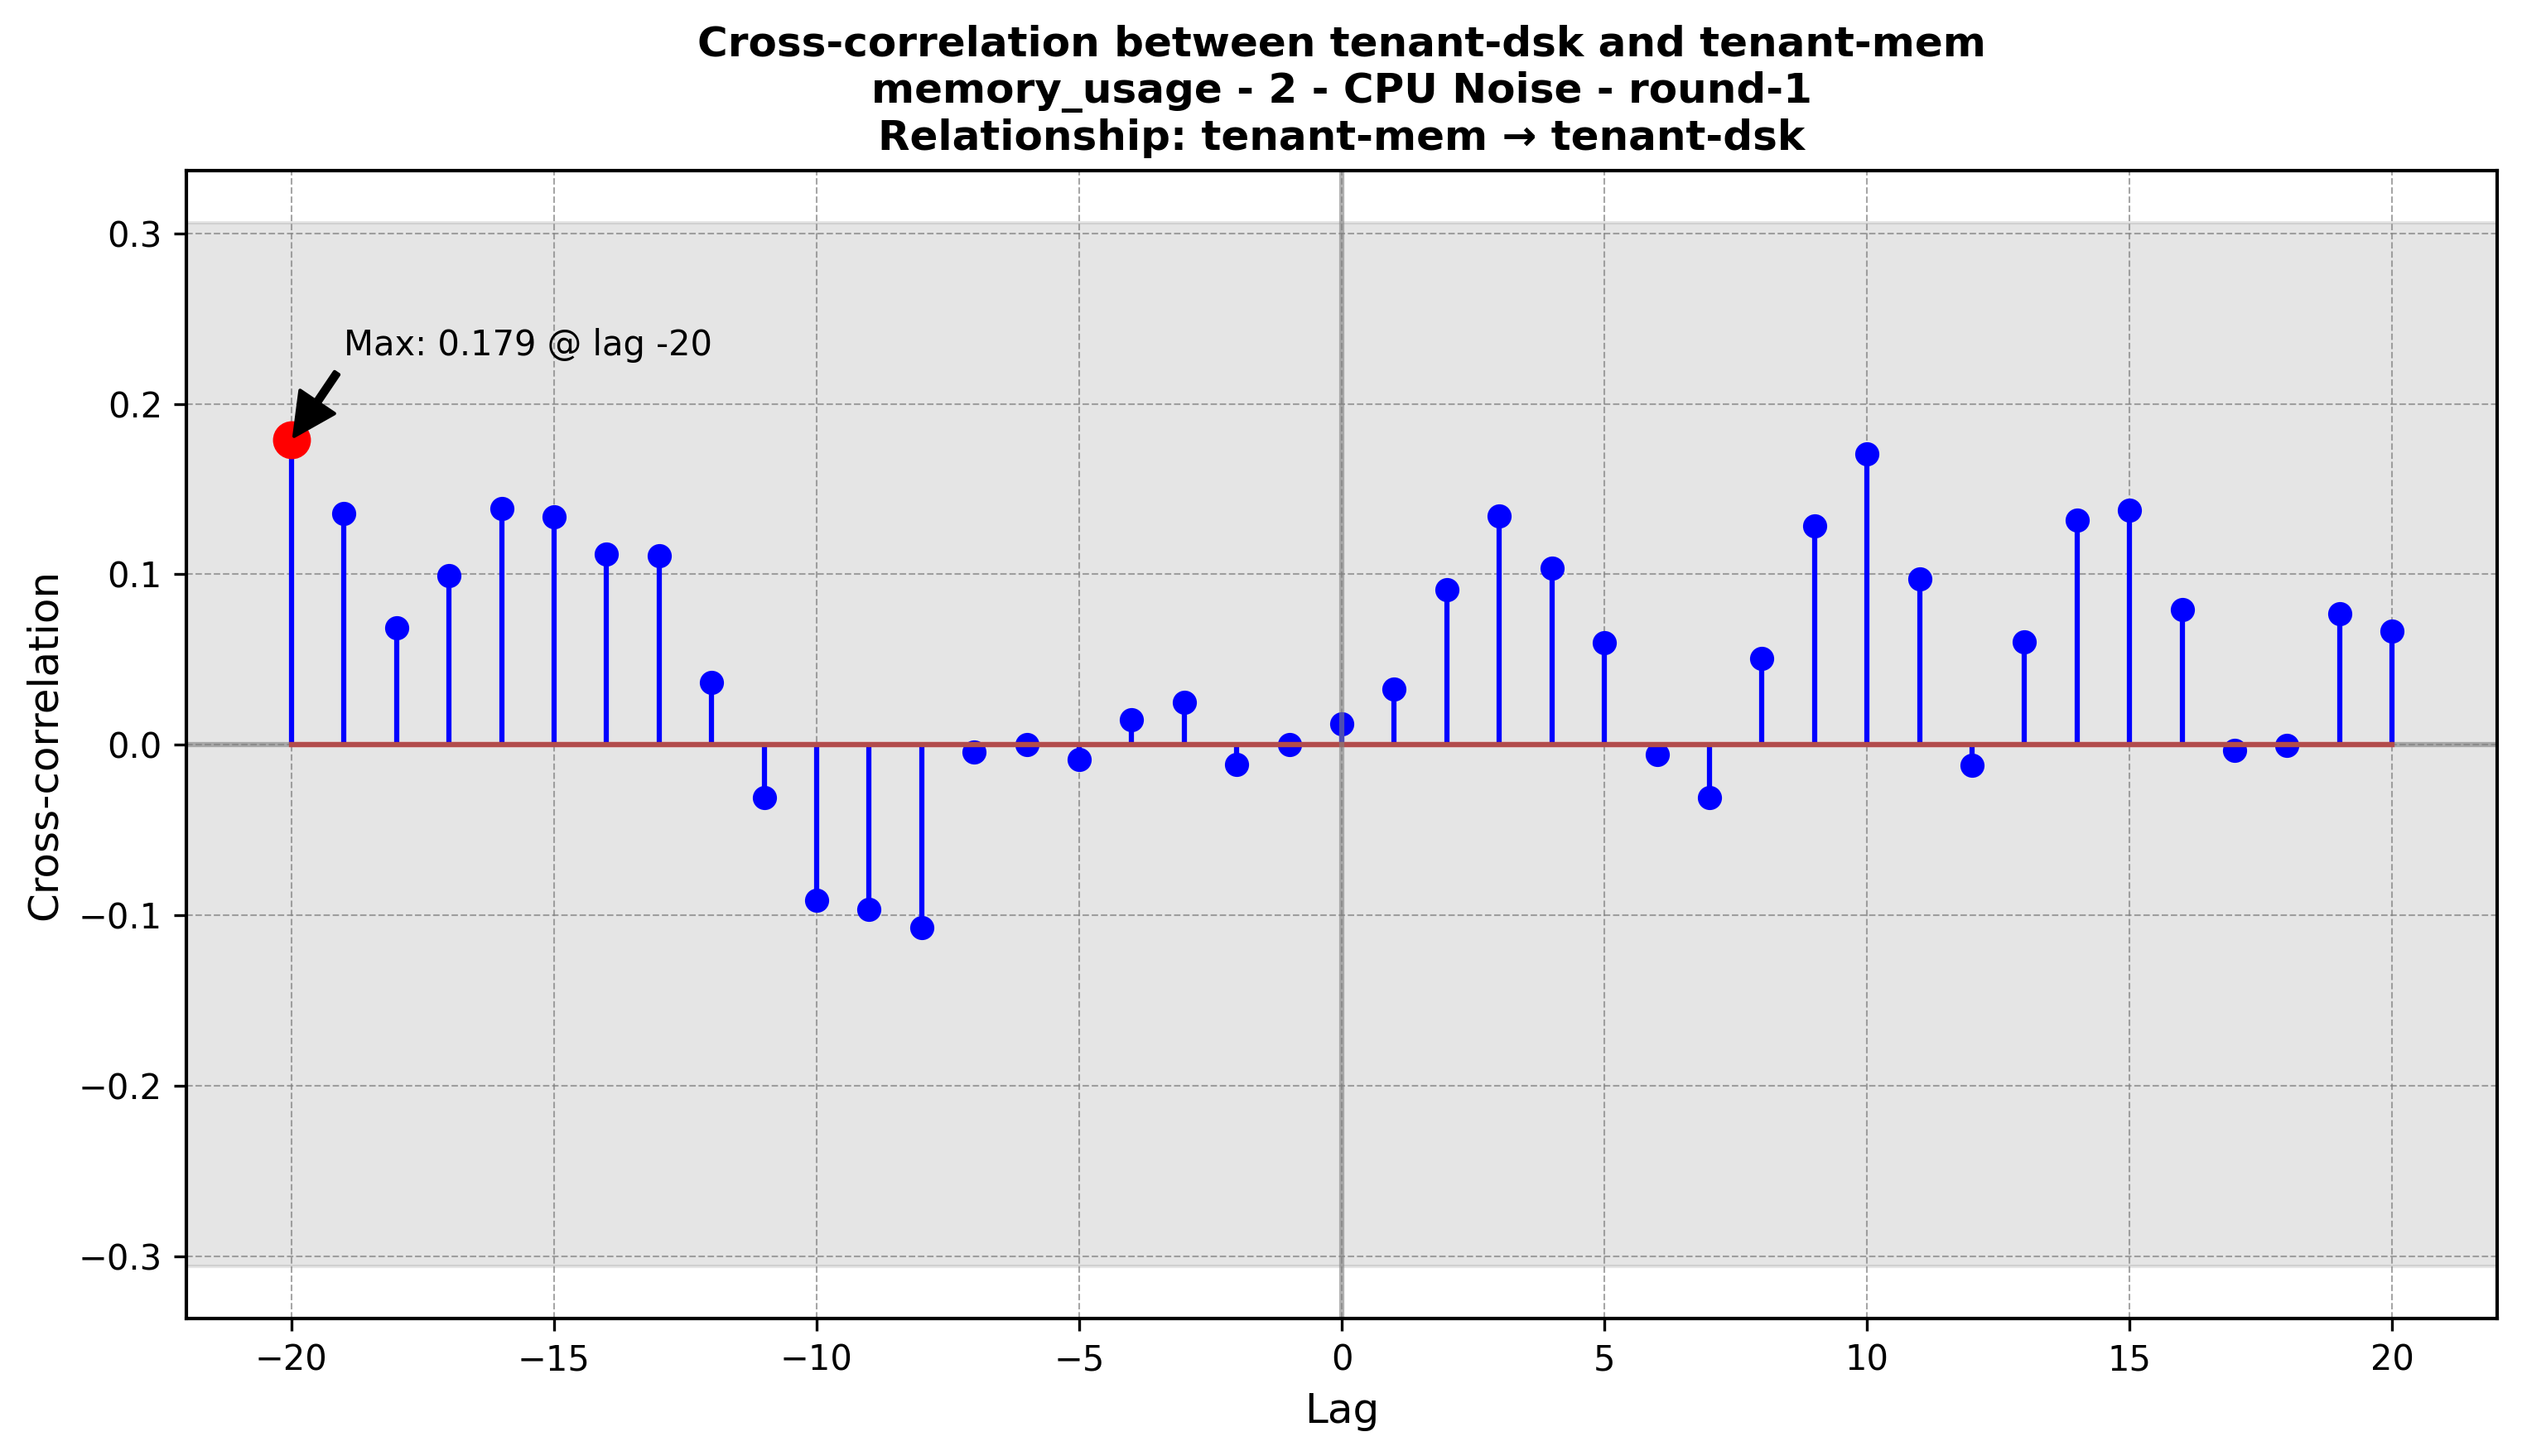 Cross-correlation between tenant-dsk and tenant-mem
memory_usage - 2 - CPU Noise - round-1
Relationship: tenant-mem → tenant-dsk
0.3
Max: 0.179 @ lag -20
0.2
0.1
0.0
−0.1
−0.2
−0.3
Cross-correlation
−20 −15 −10 −5 0 5 10 15 20
Lag